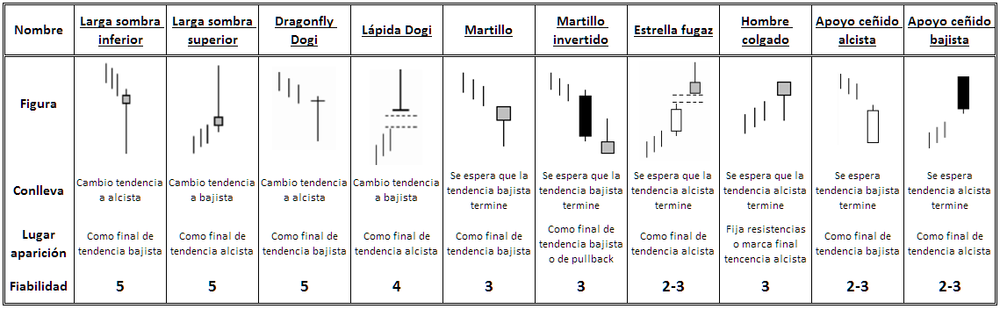 Nombre
Larga sombra
inferior
Larga sombra
superior
Dragonfly
Dogi
Lápida Dogi
Martillo
Martillo
invertido
Estrella fugaz
Hombre
colgado
Apoyo ceñido
alcista
Apoyo ceñido
bajista
Figura
Conlleva
Cambio tendencia
a alcista
Cambio tendencia
a bajista
Cambio tendencia
a alcista
Cambio tendencia
a bajista
Se espera que la
tendencia bajista
termine
Se espera que la
tendencia bajista
termine
Se espera que la
tendencia alcista
termine
Se espera que la
tendencia alcista
termine
Se espera
tendencia bajista
termine
Se espera
tendencia alcista
termine
Lugar
aparición
Como final de
tendencia bajista
Como final de
tendencia alcista
Como final de
tendencia bajista
Como final de
tendencia alcista
Como final de
tendencia bajista
Como final de
tendencia bajista
o de pullback
Como final de
tendencia alcista
Fija resistencias
o marca final
tencencia alcista
Como final de
tendencia alcista
Como final de
tendencia alcista
Fiabilidad
5
5
5
4
3
3
2-3
3
2-3
2-3